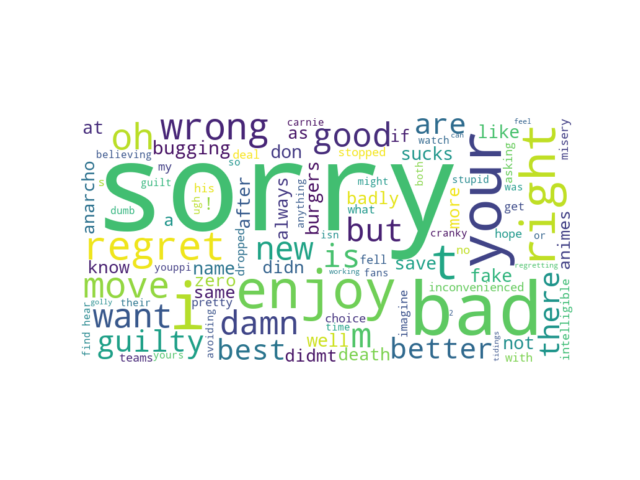 carnie
feel
at
oh
wrong
as
good
if
are
watch
can
like
right
misery
believing
bugging
deal
don
stopped
sucks
asking
s
my
guilt
his
so
ugh
!
sorry
might
both
stupid
your
was
anarcho
dumb
a
after
always
anything
burgers
badly
what
but
more
get
animes
regret
dropped
new
isn
is
cranky
no
t
hope
or
there
know
youppi
name
didn
fell
fans
save
fake
regretting
move
zero
same
working
enjoy
inconvenienced
bad
intelligible
golly
their
pretty
i
imagine
2
find
hear
want
avoiding
damn
choice
time
m
guilty
best
well
didmt
death
better
tidings
not
teams
yours
with